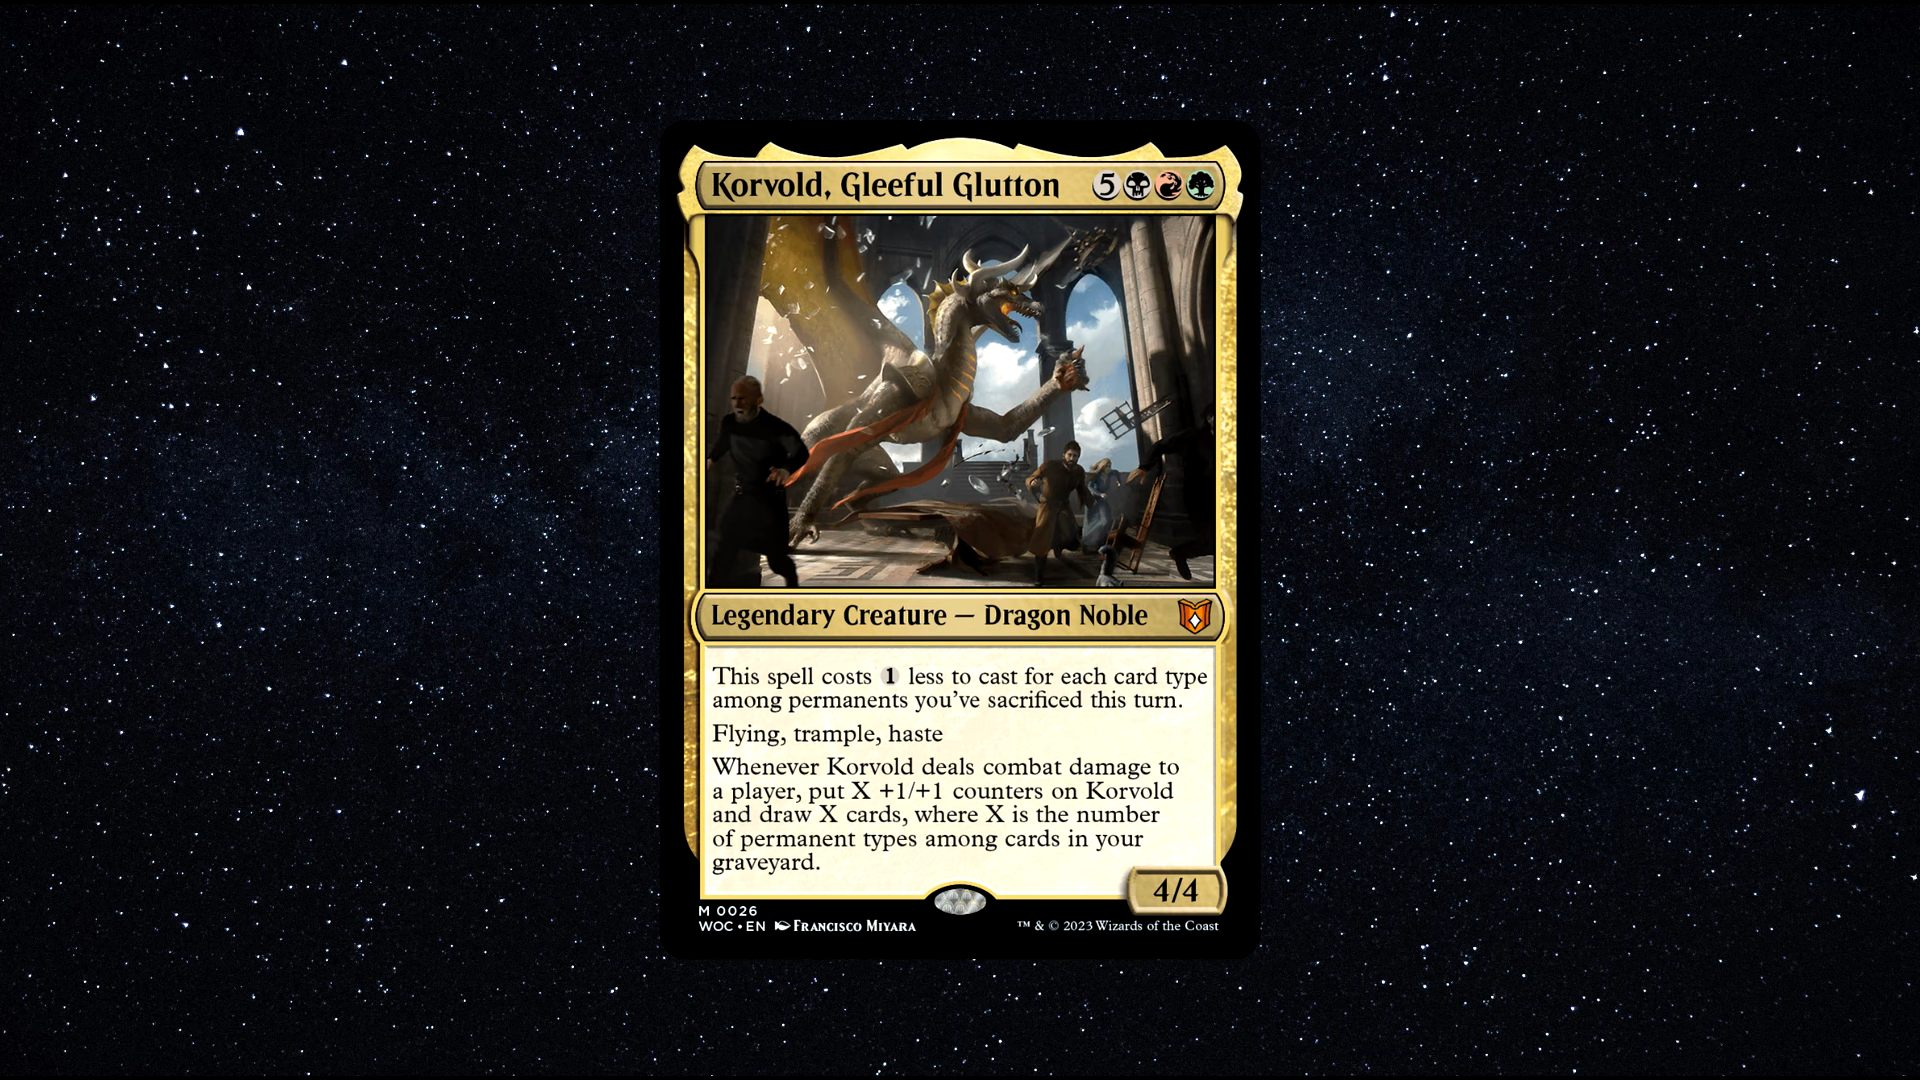 Korvold, Gleeful Glutton 5
Legendary Creature — Dragon Noble
This spell costs 1 less to cast for each card type
among permanents you've sacrificed this turn.
Flying, trample, haste
Whenever Korvold deals combat damage to
a player, put X +1/+1 counters on Korvold
and draw X cards, where X is the number
of permanent types among cards in your
graveyard.
4/4
M 0026
WOC • EN Francisco Miyara
™ & © 2023 Wizards of the Coast